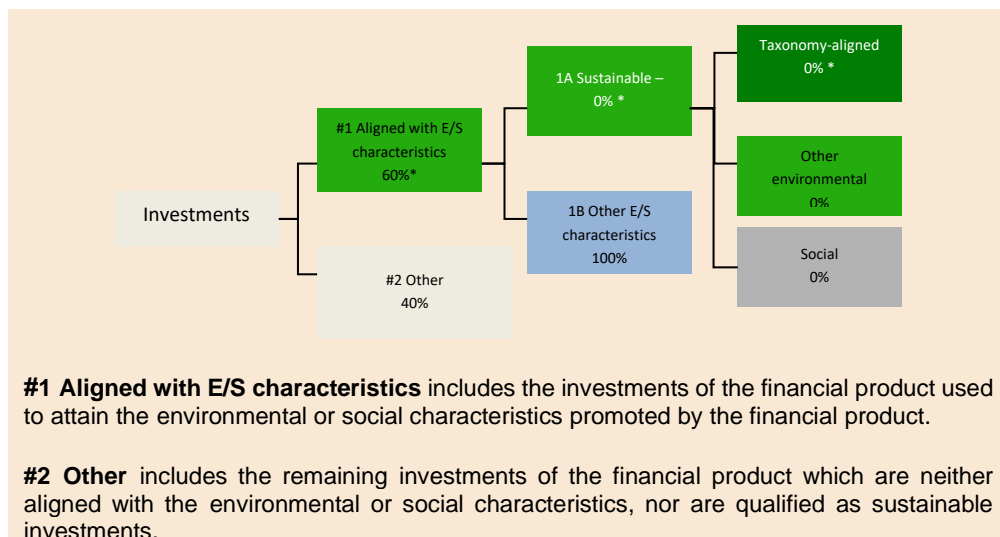 Investments
#1 Aligned with E/S
characteristics
60%*
#2 Other
40%
1A Sustainable –
0% *
1B Other E/S
characteristics
100%
Taxonomy-aligned
0% *
Other
environmental
0%
Social
0%
#1 Aligned with E/S characteristics includes the investments of the financial product used
to attain the environmental or social characteristics promoted by the financial product.
#2 Other includes the remaining investments of the financial product which are neither
aligned with the environmental or social characteristics, nor are qualified as sustainable
investments.